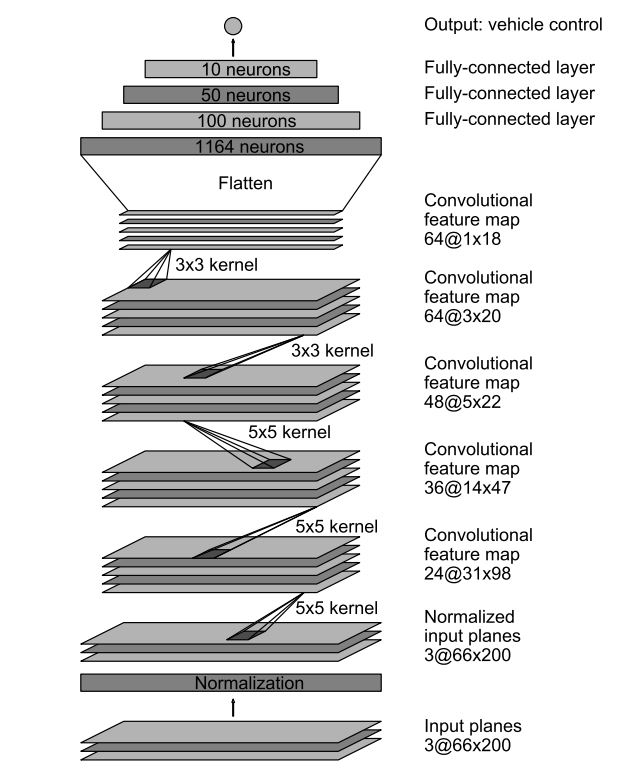 Output: vehicle control
10 neurons
Fully-connected layer
50 neurons
Fully-connected layer
100 neurons
Fully-connected layer
1164 neurons
Flatten
Convolutional
feature map
64@1x18
3x3 kernel
Convolutional
feature map
64@3x20
3x3 kernel
Convolutional
feature map
48@5x22
5x5 kernel
Convolutional
feature map
36@14x47
5x5 kernel
Convolutional
feature map
24@31x98
5x5 kernel
Normalized
input planes
3@66x200
Normalization
Input planes
3@66x200